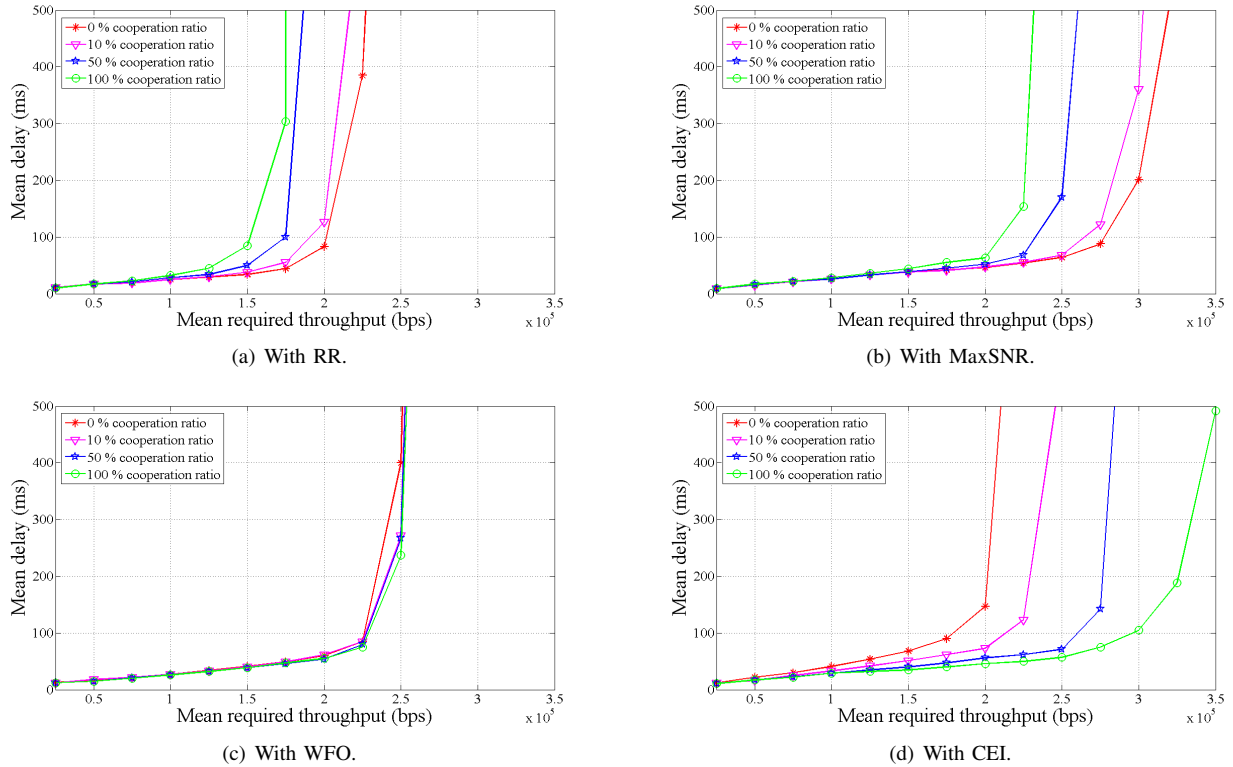 500
400
300
200
100
0
Mean delay (ms)
0 % cooperation ratio
10 % cooperation ratio
50 % cooperation ratio
100 % cooperation ratio
0.5 1 1.5 2 2.5 3 3.5
Mean required throughput (bps)
x 10^5
(a) With RR.
500
400
300
200
100
0
Mean delay (ms)
0 % cooperation ratio
10 % cooperation ratio
50 % cooperation ratio
100 % cooperation ratio
0.5 1 1.5 2 2.5 3 3.5
Mean required throughput (bps)
x 10^5
(b) With MaxSNR.
500
400
300
200
100
0
Mean delay (ms)
0 % cooperation ratio
10 % cooperation ratio
50 % cooperation ratio
100 % cooperation ratio
0.5 1 1.5 2 2.5 3 3.5
Mean required throughput (bps)
x 10^5
(c) With WFO.
500
400
300
200
100
0
Mean delay (ms)
0 % cooperation ratio
10 % cooperation ratio
50 % cooperation ratio
100 % cooperation ratio
0.5 1 1.5 2 2.5 3 3.5
Mean required throughput (bps)
x 10^5
(d) With CEI.